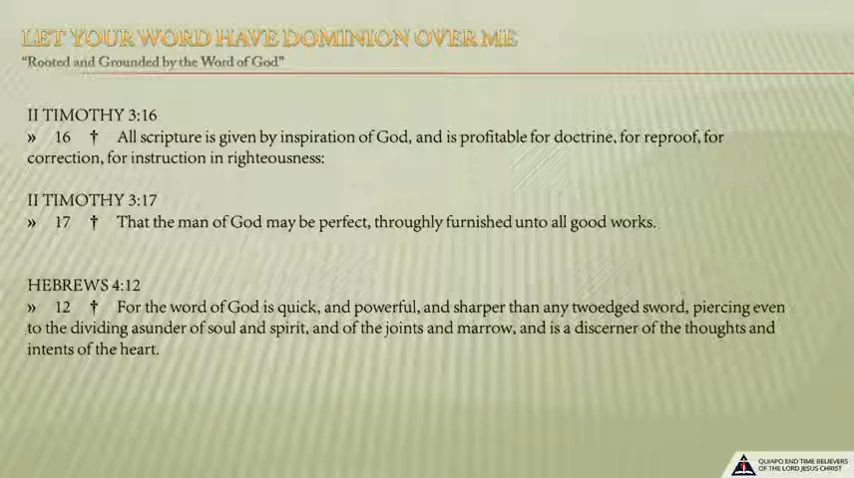 LET YOUR WORD HAVE DOMINION OVER ME
“Rooted and Grounded by the Word of God”
II TIMOTHY 3:16
» 16 † All scripture is given by inspiration of God, and is profitable for doctrine, for reproof, for
correction, for instruction in righteousness:
II TIMOTHY 3:17
» 17 † That the man of God may be perfect, throughly furnished unto all good works.
HEBREWS 4:12
» 12 † For the word of God is quick, and powerful, and sharper than any twoedged sword, piercing even
to the dividing asunder of soul and spirit, and of the joints and marrow, and is a discerner of the thoughts and
intents of the heart.
QUIAPO END TIME BELIEVERS
OF THE LORD JESUS CHRIST